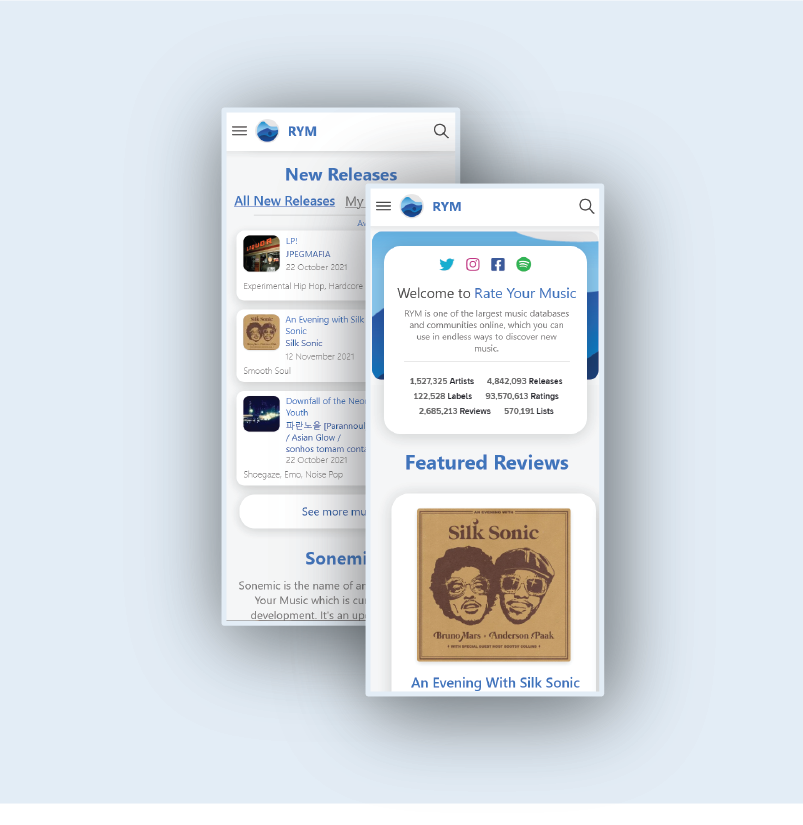 RYM
New Releases
All New Releases My
LP!
JPEGMAFIA
22 October 2021
Experimental Hip Hop, Hardcore
An Evening with Silk
Sonic
Silk Sonic
12 November 2021
Smooth Soul
Downfall of the Neon
Youth
파란노을 [Parannoul
/ Asian Glow /
sonhos tomam conta
22 October 2021
Shoegaze, Emo, Noise Pop
See more
Sonemi
Sonemic is the name of
Your Music which is
development. It's an
RYM
Welcome to Rate Your Music
RYM is one of the largest music databases
and communities online, which you can
use in endless ways to discover new
music.
1,527,325 Artists 4,842,093 Releases
122,528 Labels 93,570,613 Ratings
2,685,213 Reviews 570,191 Lists
Featured Reviews
AN EVENING WITH
Silk Sonic
Bruno Mars • Anderson .Paak
WITH SPECIAL GUEST HOST BOOTSY COLLINS
An Evening With Silk Sonic